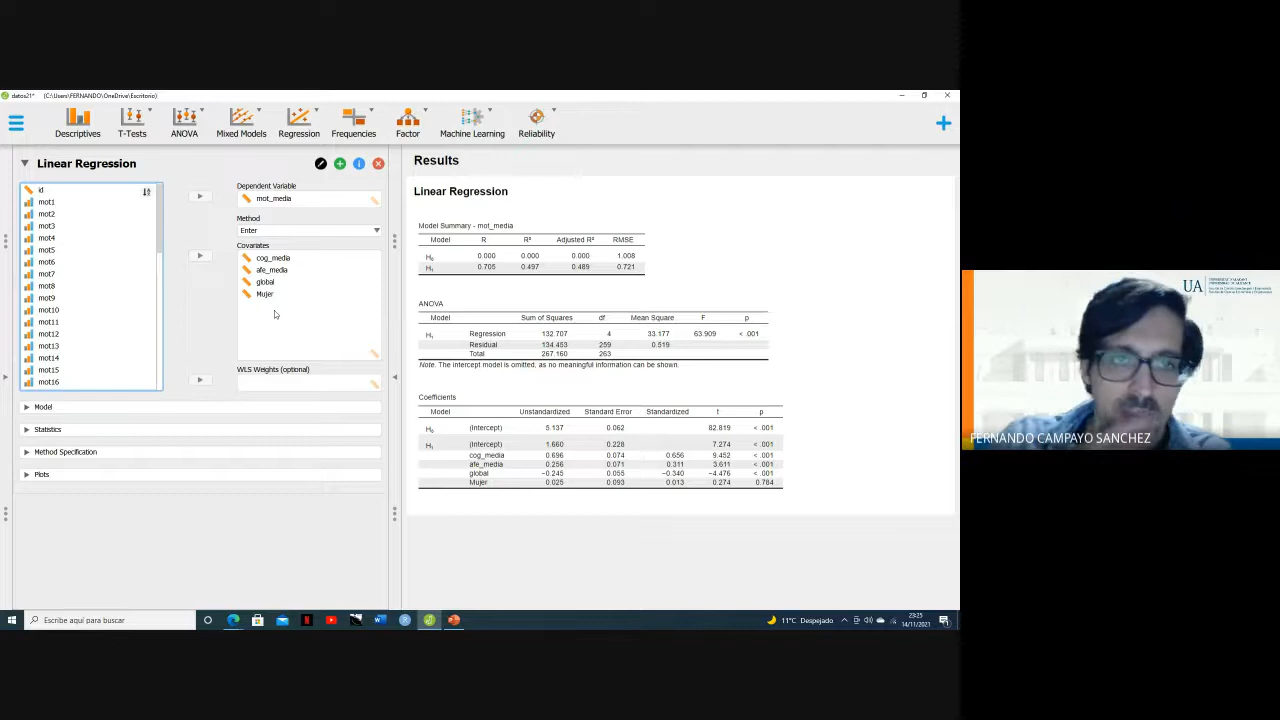 datos21* (C:\Users\FERNANDO\OneDrive\Escritorio)
Descriptives T-Tests ANOVA Mixed Models Regression Frequencies Factor Machine Learning Reliability
Linear Regression
id
mot1
mot2
mot3
mot4
mot5
mot6
mot7
mot8
mot9
mot10
mot11
mot12
mot13
mot14
mot15
mot16
Dependent Variable
mot_media
Method
Enter
Covariates
cog_media
afe_media
global
Mujer
WLS Weights (optional)
Model
Statistics
Method Specification
Plots
Results
Linear Regression
Model Summary - mot_media
Model R R² Adjusted R² RMSE
H₀ 0.000 0.000 0.000 1.008
H₁ 0.705 0.497 0.489 0.721
ANOVA
Model Sum of Squares df Mean Square F p
H₁ Regression 132.707 4 33.177 63.909 < .001
Residual 134.453 259 0.519
Total 267.160 263
Note. The intercept model is omitted, as no meaningful information can be shown
Coefficients
Model Unstandardized Standard Error Standardized t p
H₀ (Intercept) 5.137 0.062 82.819 < .001
H₁ (Intercept) 1.660 0.228 7.274 < .001
cog_media 0.696 0.074 0.656 9.452 < .001
afe_media 0.256 0.071 0.311 3.611 < .001
global −0.245 0.055 −0.340 −4.476 < .001
Mujer 0.025 0.093 0.013 0.274 0.784
UA
FERNANDO CAMPAYO SANCHEZ
Escribe aquí para buscar
11°C Despejado
23:25
14/11/2021